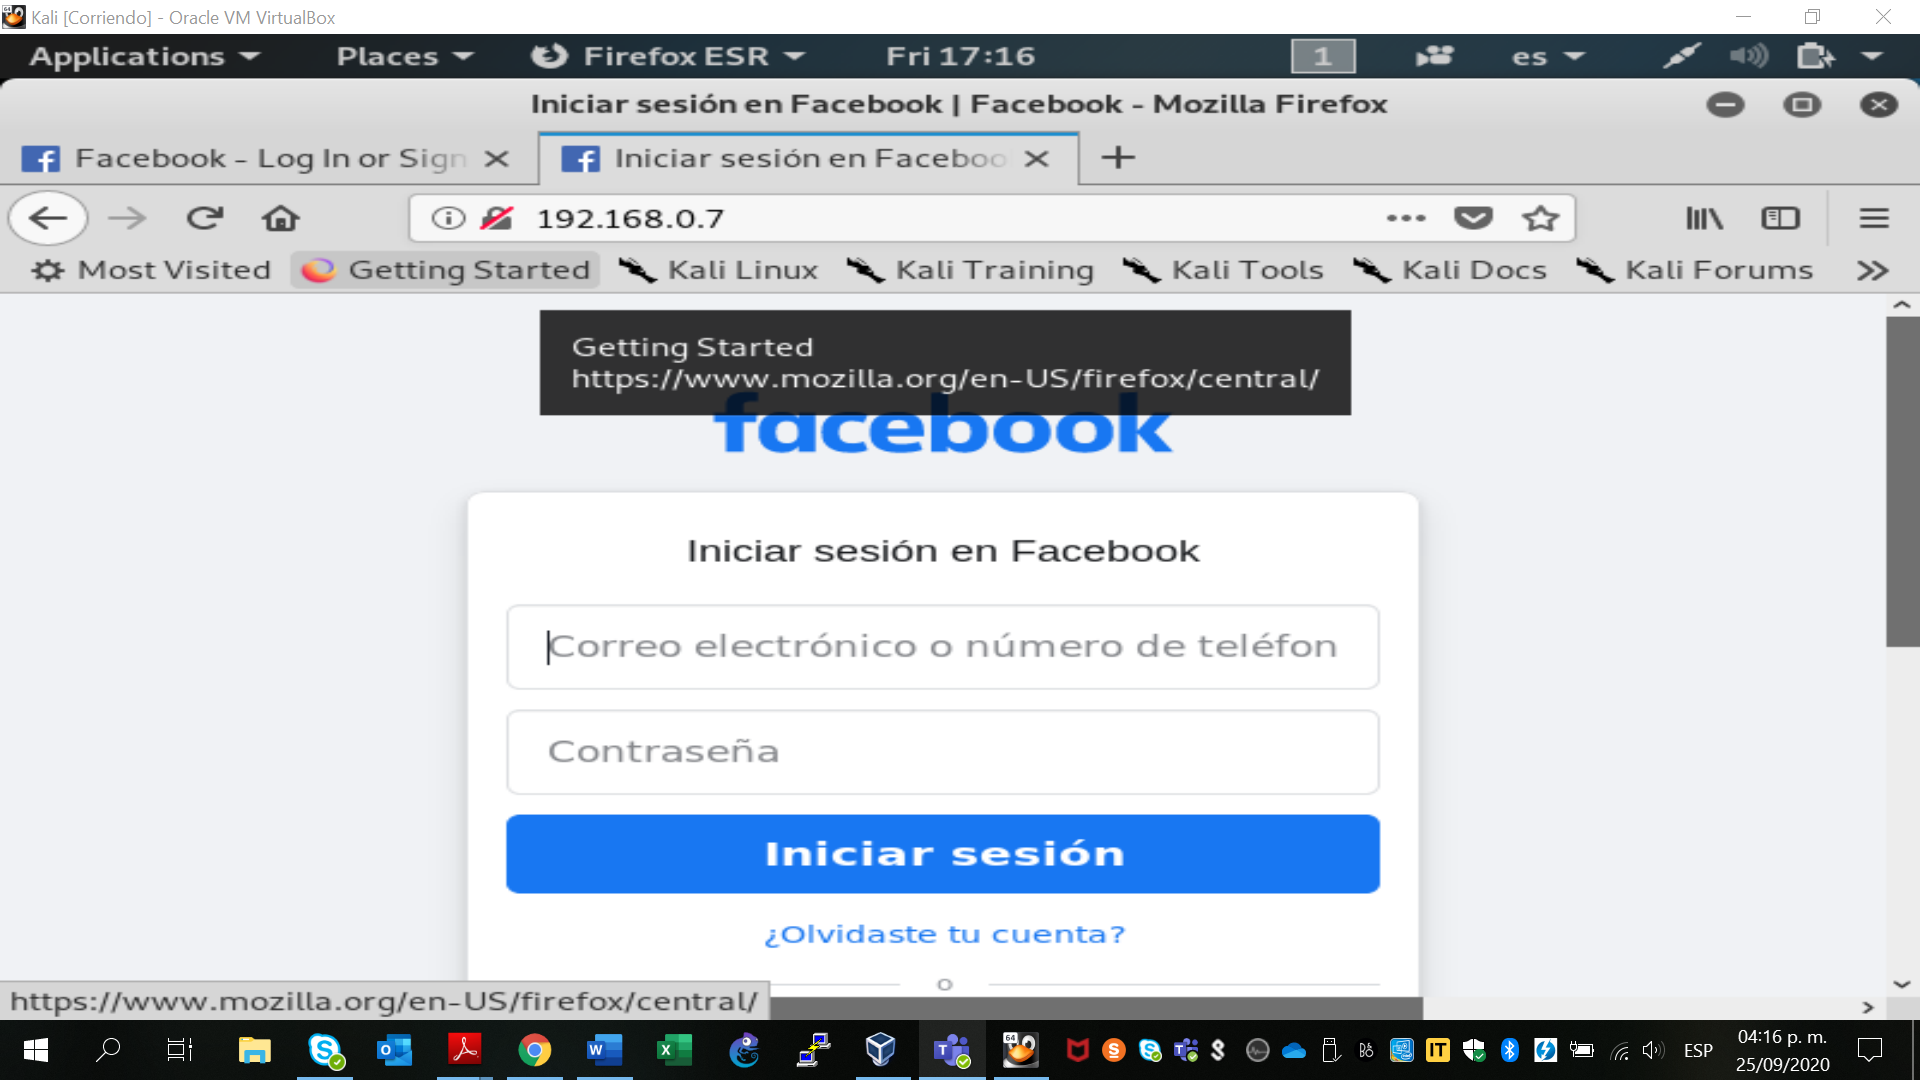 Kali [Corriendo] - Oracle VM VirtualBox
Applications Places Firefox ESR Fri 17:16 1 es
Iniciar sesión en Facebook | Facebook - Mozilla Firefox
Facebook - Log In or Sign Iniciar sesión en Faceboo
192.168.0.7
Most Visited Getting Started Kali Linux Kali Training Kali Tools Kali Docs Kali Forums
Getting Started
https://www.mozilla.org/en-US/firefox/central/
facebook
Iniciar sesión en Facebook
Correo electrónico o número de teléfon
Contraseña
Iniciar sesión
¿Olvidaste tu cuenta?
o
https://www.mozilla.org/en-US/firefox/central/
ESP 04:16 p. m.
25/09/2020